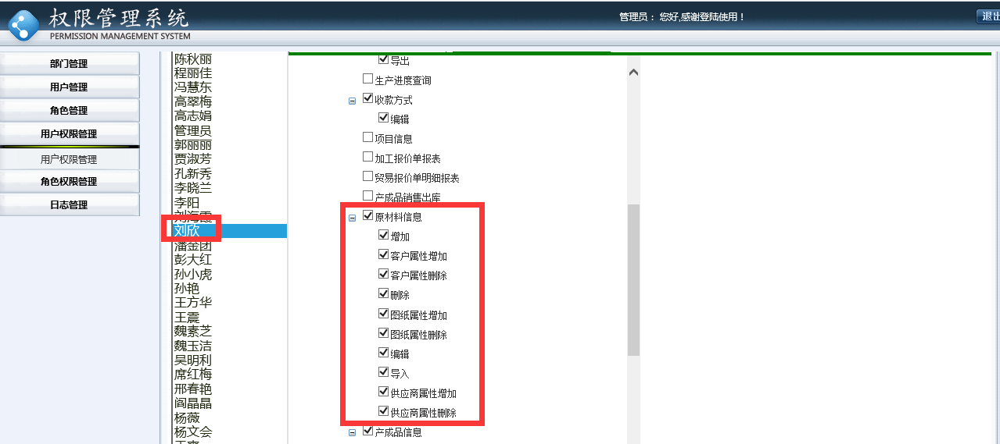 权限管理系统
PERMISSION MANAGEMENT SYSTEM
管理员： 您好,感谢登陆使用！
退出
部门管理
用户管理
角色管理
用户权限管理
用户权限管理
角色权限管理
日志管理
陈秋丽
程丽佳
冯慧东
高翠梅
高志娟
管理员
郭丽丽
贾淑芳
孔新秀
李晓兰
李阳
刘海霞
刘欣
潘金团
彭大红
孙小虎
孙艳
王方华
王震
魏素芝
魏玉洁
吴明利
席红梅
邢春艳
阎晶晶
杨薇
杨文会
导出
生产进度查询
收款方式
编辑
项目信息
加工报价单报表
贸易报价单明细报表
产成品销售出库
原材料信息
增加
客户属性增加
客户属性删除
删除
图纸属性增加
图纸属性删除
编辑
导入
供应商属性增加
供应商属性删除
产成品信息